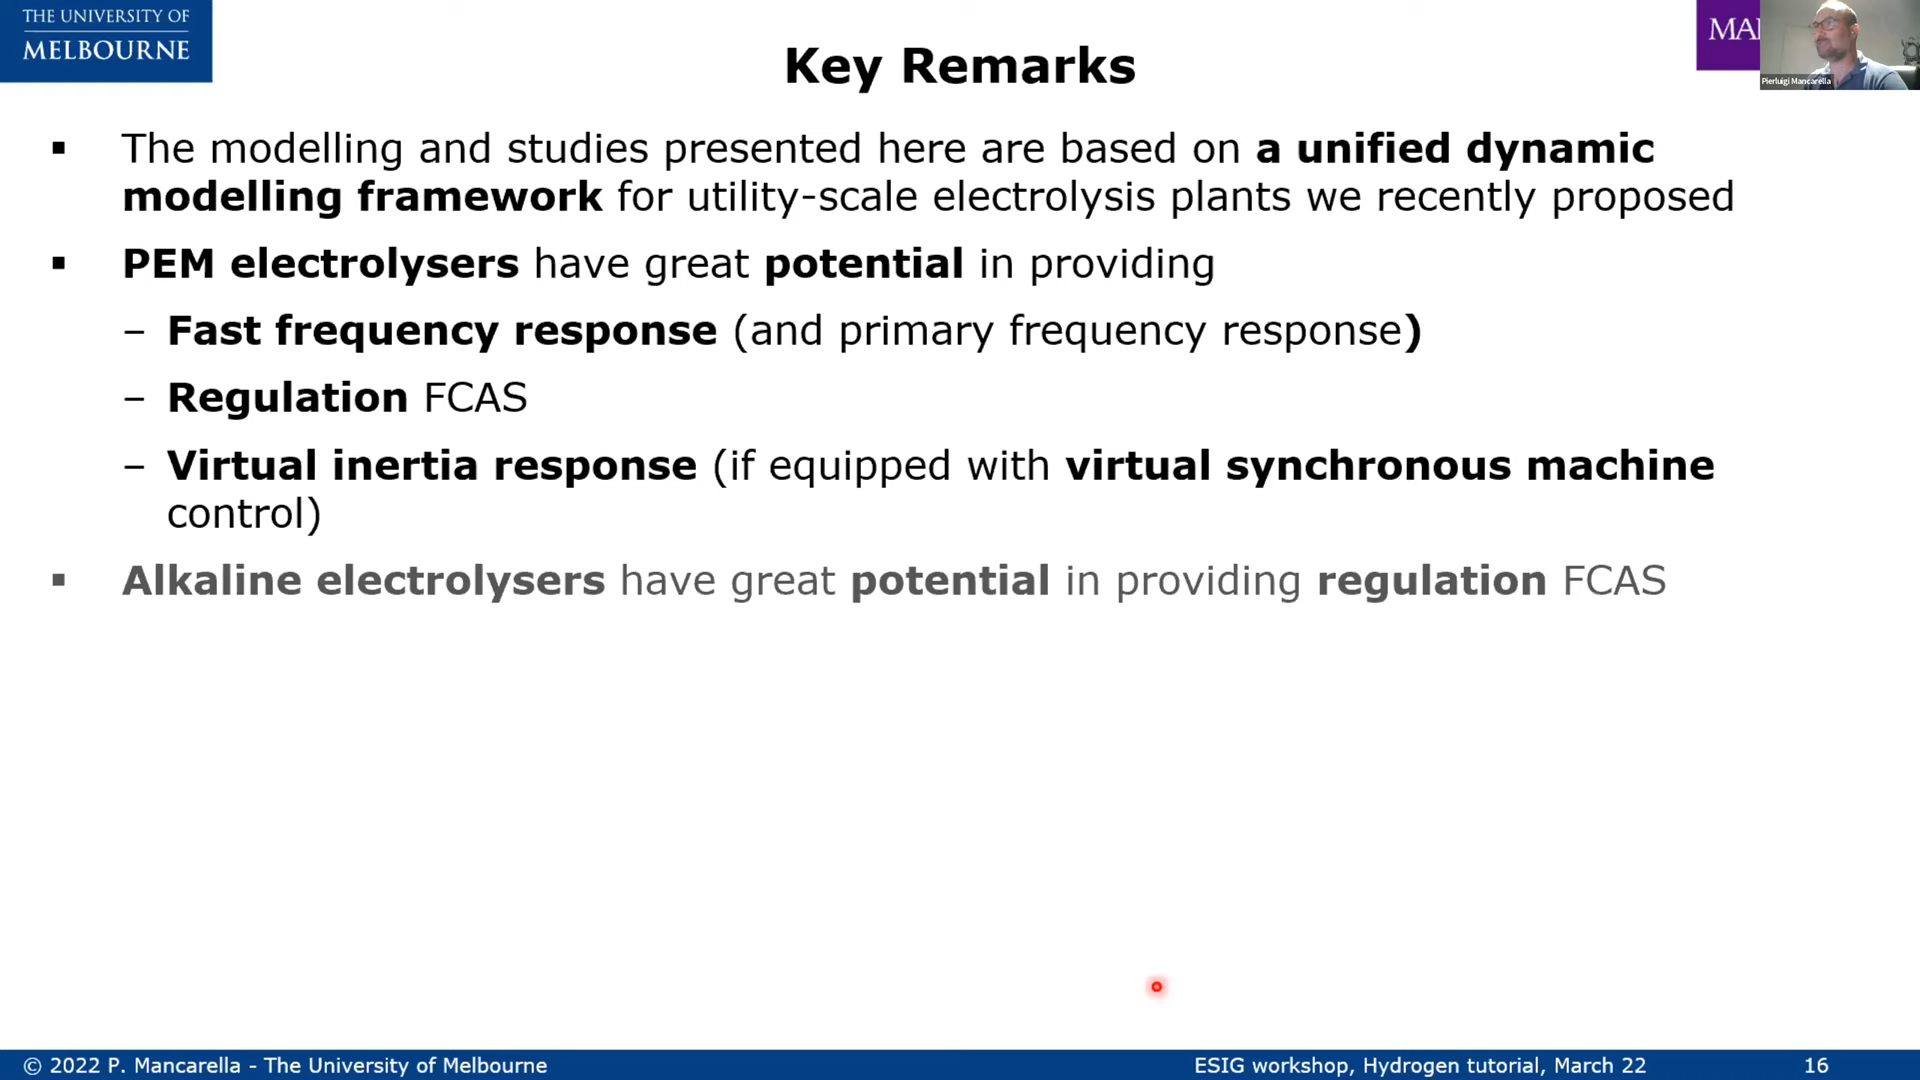 THE UNIVERSITY OF
MELBOURNE
Key Remarks
MA
Pierluigi Mancarella
▪ The modelling and studies presented here are based on a unified dynamic
modelling framework for utility-scale electrolysis plants we recently proposed
▪ PEM electrolysers have great potential in providing
– Fast frequency response (and primary frequency response)
– Regulation FCAS
– Virtual inertia response (if equipped with virtual synchronous machine
control)
▪ Alkaline electrolysers have great potential in providing regulation FCAS
© 2022 P. Mancarella - The University of Melbourne
ESIG workshop, Hydrogen tutorial, March 22
16